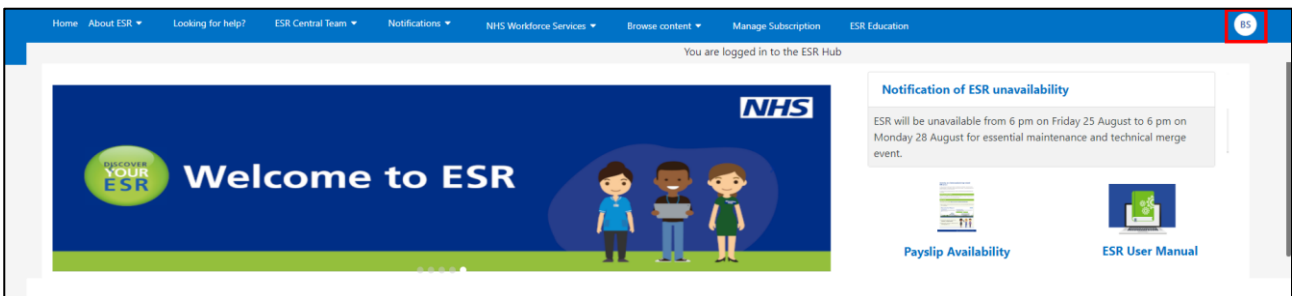 Home About ESR Looking for help? ESR Central Team Notifications NHS Workforce Services Browse content Manage Subscription ESR Education BS
You are logged in to the ESR Hub
NHS
DISCOVER
YOUR
ESR
Welcome to ESR
Notification of ESR unavailability
ESR will be unavailable from 6 pm on Friday 25 August to 6 pm on
Monday 28 August for essential maintenance and technical merge
event.
Payslip Availability
ESR User Manual